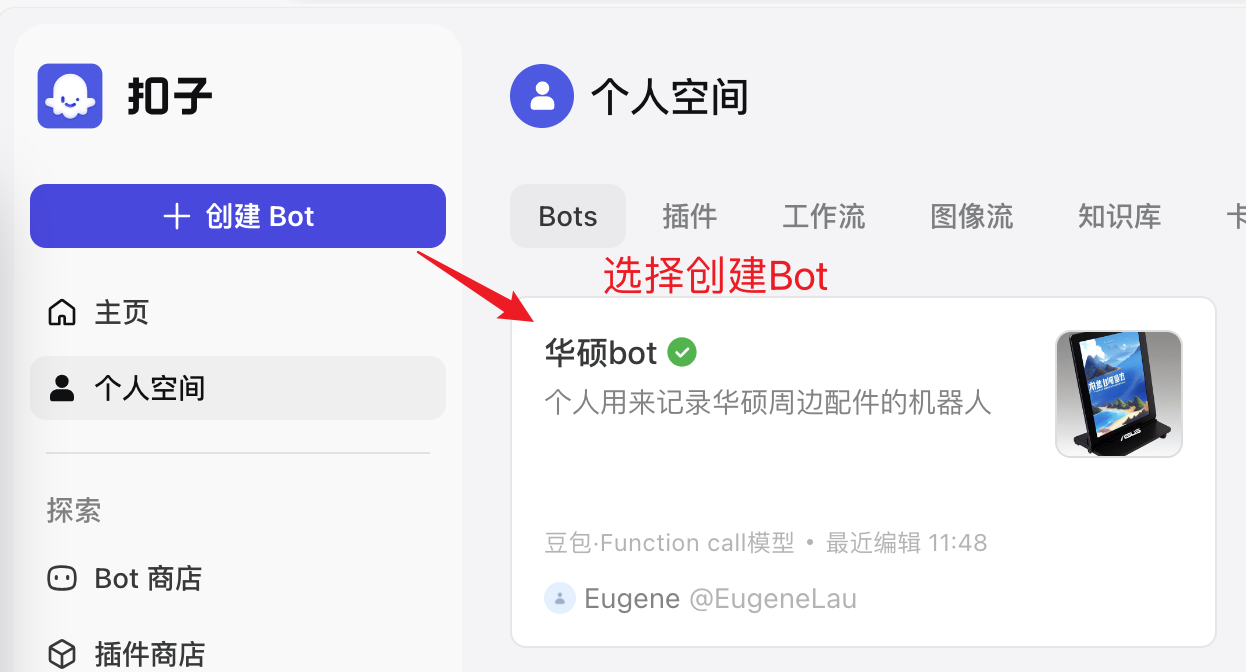 扣子
创建 Bot
主页
个人空间
探索
Bot 商店
插件商店
个人空间
Bots 插件 工作流 图像流 知识库
选择创建Bot
华硕bot
个人用来记录华硕周边配件的机器人
ASUS
豆包·Function call模型 • 最近编辑 11:48
Eugene @EugeneLau